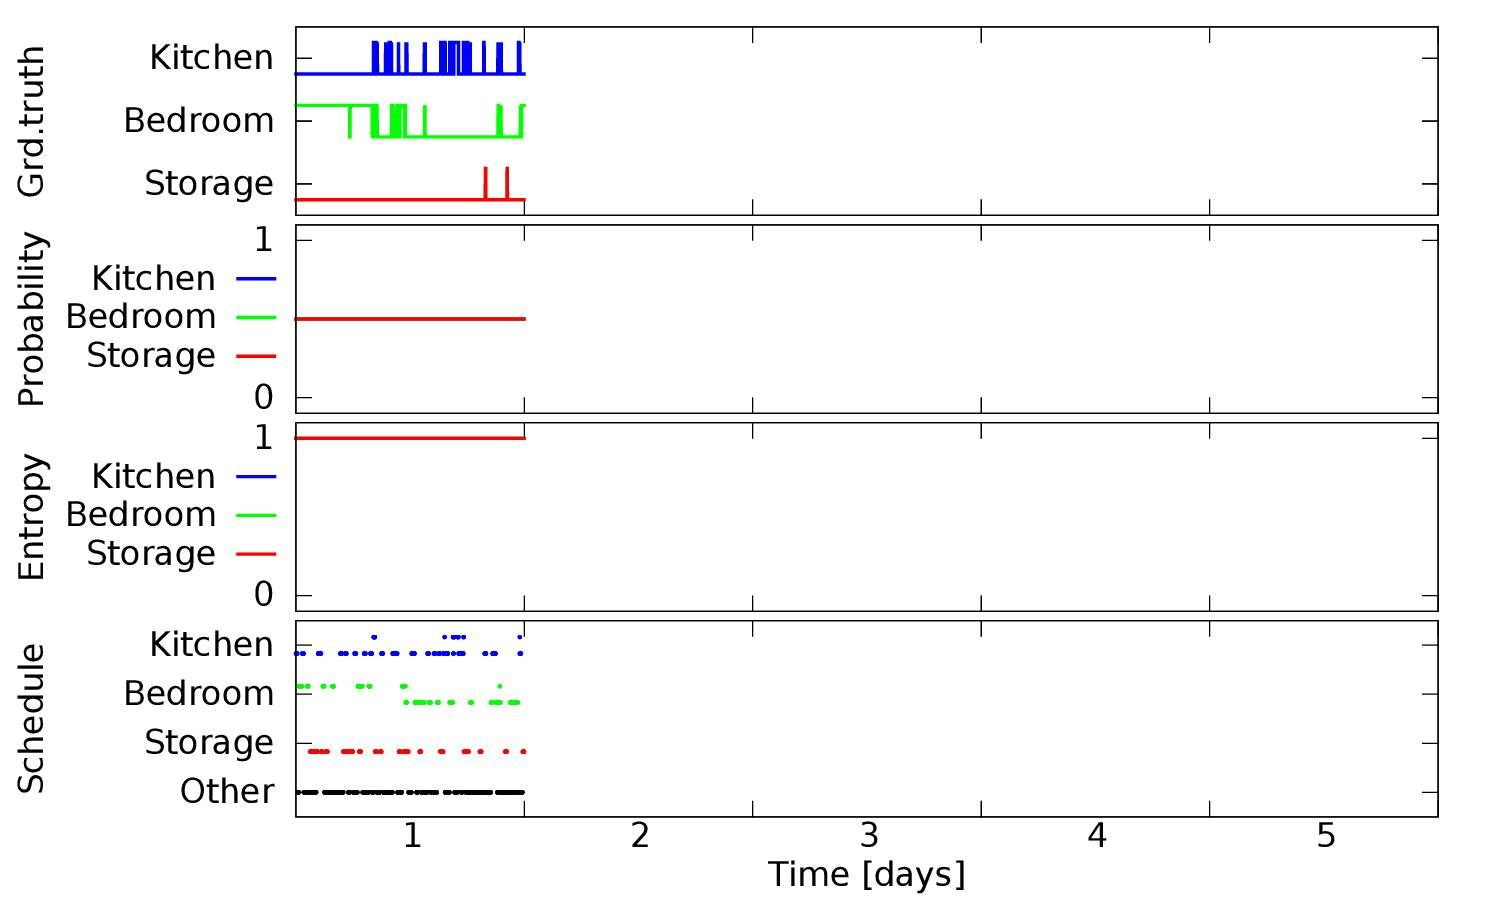 Grd.truth
Kitchen
Bedroom
Storage
Probability
1
Kitchen
Bedroom
Storage
0
Entropy
1
Kitchen
Bedroom
Storage
0
Schedule
Kitchen
Bedroom
Storage
Other
1 2 3 4 5
Time [days]